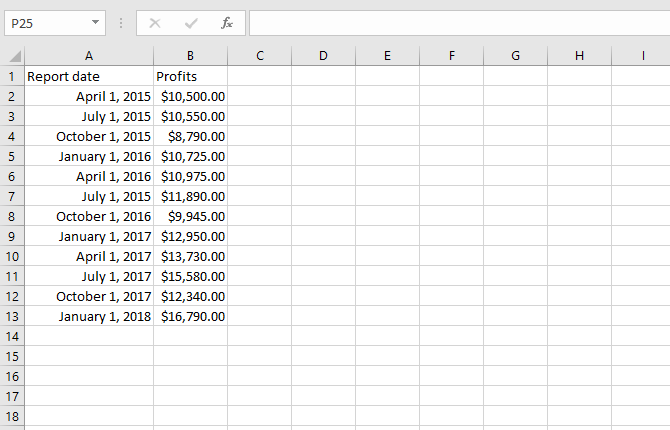 P25 fx
A B C D E F G H I
1 Report date Profits
2 April 1, 2015 $10,500.00
3 July 1, 2015 $10,550.00
4 October 1, 2015 $8,790.00
5 January 1, 2016 $10,725.00
6 April 1, 2016 $10,975.00
7 July 1, 2015 $11,890.00
8 October 1, 2016 $9,945.00
9 January 1, 2017 $12,950.00
10 April 1, 2017 $13,730.00
11 July 1, 2017 $15,580.00
12 October 1, 2017 $12,340.00
13 January 1, 2018 $16,790.00
14
15
16
17
18